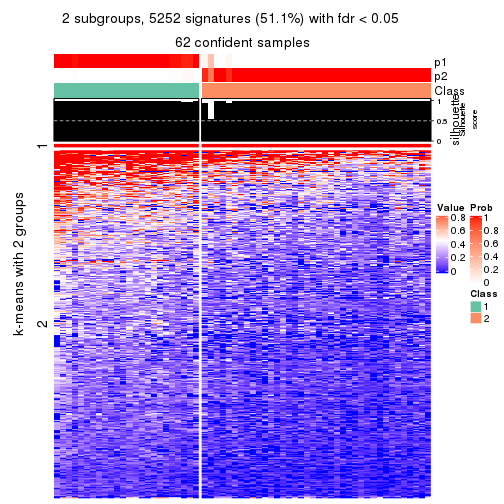 2 subgroups, 5252 signatures (51.1%) with fdr < 0.05
62 confident samples
p1
p2
Class
1
0.5
0
silhouette
Silhouette
score
k-means with 2 groups
1
2
Value
0.8
0.6
0.4
0.2
0
Prob
1
0.8
0.6
0.4
0.2
0
Class
1
2